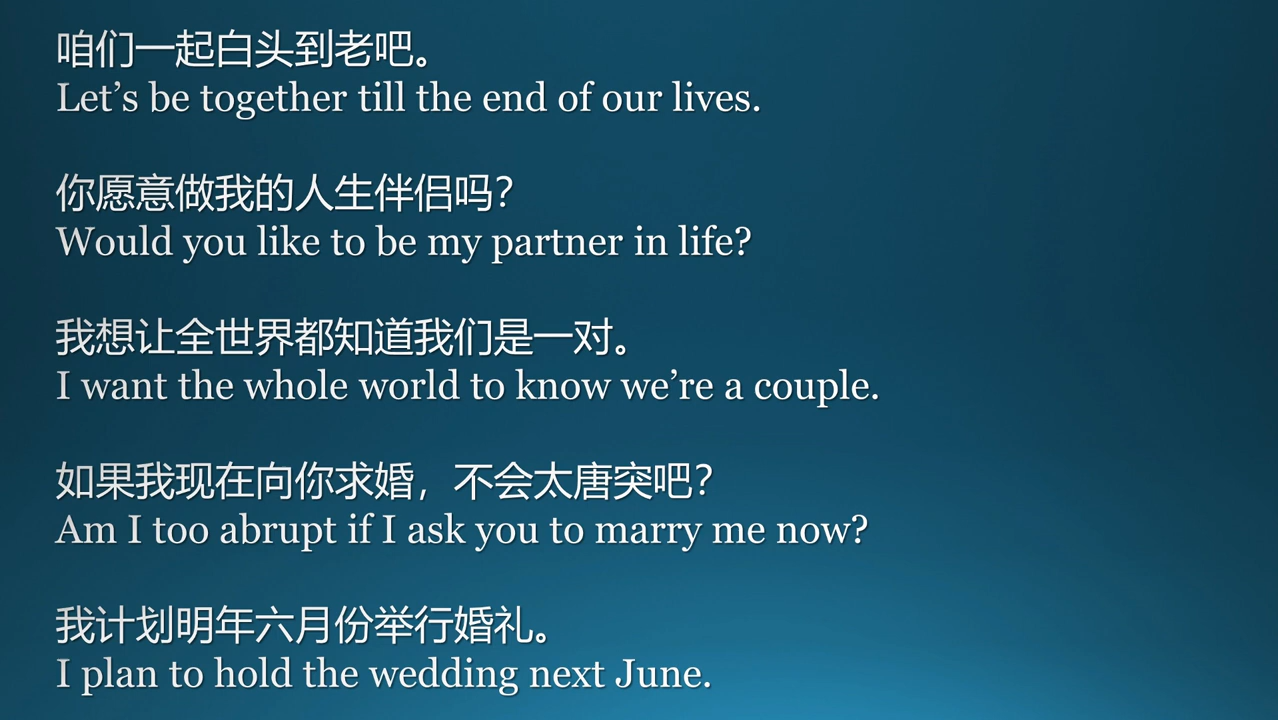 咱们一起白头到老吧。
Let’s be together till the end of our lives.
你愿意做我的人生伴侣吗？
Would you like to be my partner in life?
我想让全世界都知道我们是一对。
I want the whole world to know we’re a couple.
如果我现在向你求婚，不会太唐突吧？
Am I too abrupt if I ask you to marry me now?
我计划明年六月份举行婚礼。
I plan to hold the wedding next June.